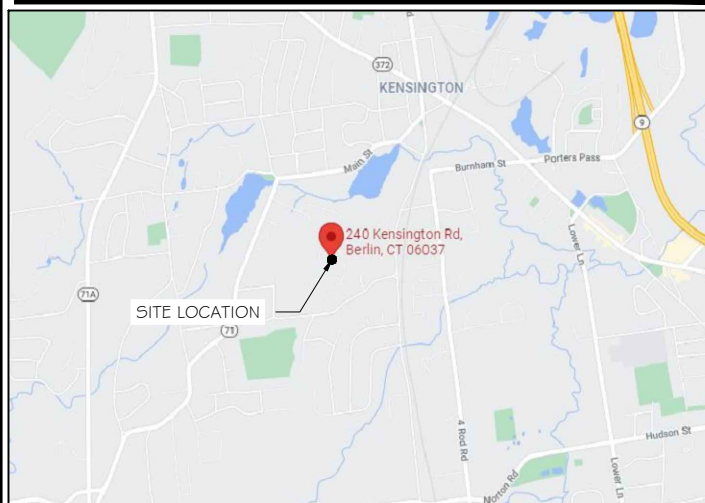 372
KENSINGTON
9
Main St
Burnham St
Porters Pass
Lower Ln
240 Kensington Rd,
Berlin, CT 06037
71A
SITE LOCATION
71
4 Rod Rd
Hudson St
Norton Rd
Lower Ln